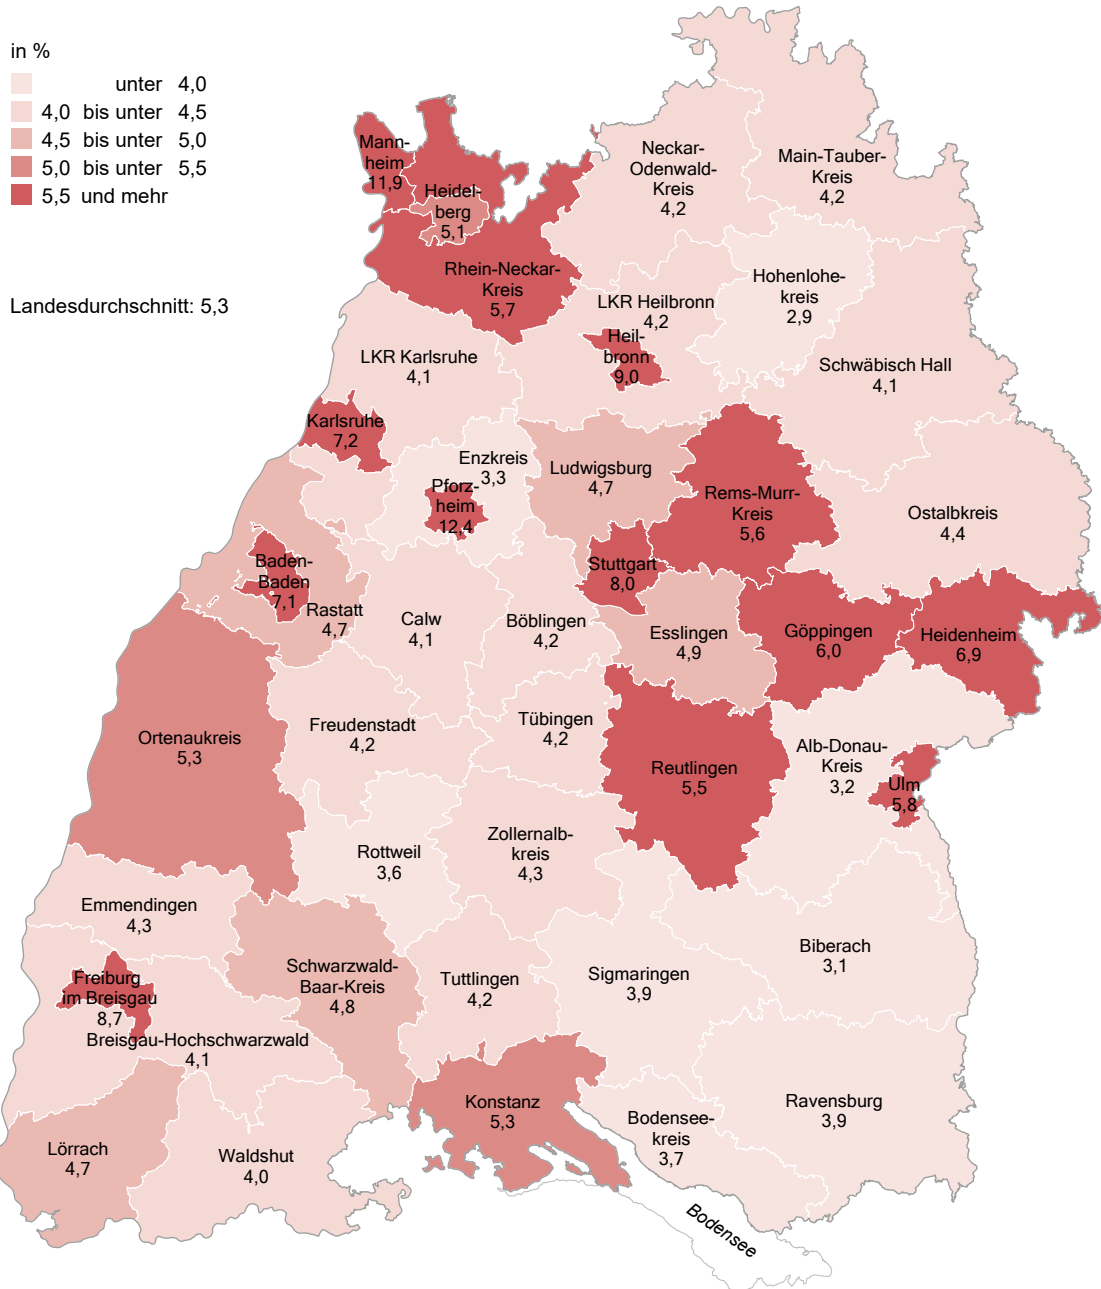 in %
unter 4,0
4,0 bis unter 4,5
4,5 bis unter 5,0
5,0 bis unter 5,5
5,5 und mehr
Landesdurchschnitt: 5,3
Mann-
heim
11,9
Heidel-
berg
5,1
Rhein-Neckar-
Kreis
5,7
Neckar-
Odenwald-
Kreis
4,2
Main-Tauber-
Kreis
4,2
Hohenlohe-
kreis
2,9
LKR Heilbronn
4,2
Heil-
bronn
9,0
LKR Karlsruhe
4,1
Schwäbisch Hall
4,1
Karlsruhe
7,2
Enzkreis
3,3
Pforz-
heim
12,4
Ludwigsburg
4,7
Rems-Murr-
Kreis
5,6
Ostalbkreis
4,4
Baden-
Baden
7,1
Rastatt
4,7
Calw
4,1
Böblingen
4,2
Stuttgart
8,0
Esslingen
4,9
Göppingen
6,0
Heidenheim
6,9
Ortenaukreis
5,3
Freudenstadt
4,2
Tübingen
4,2
Reutlingen
5,5
Alb-Donau-
Kreis
3,2
Ulm
5,8
Rottweil
3,6
Zollernalb-
kreis
4,3
Emmendingen
4,3
Biberach
3,1
Freiburg
im Breisgau
8,7
Schwarzwald-
Baar-Kreis
4,8
Tuttlingen
4,2
Sigmaringen
3,9
Breisgau-Hochschwarzwald
4,1
Konstanz
5,3
Bodensee-
kreis
3,7
Ravensburg
3,9
Lörrach
4,7
Waldshut
4,0
Bodensee